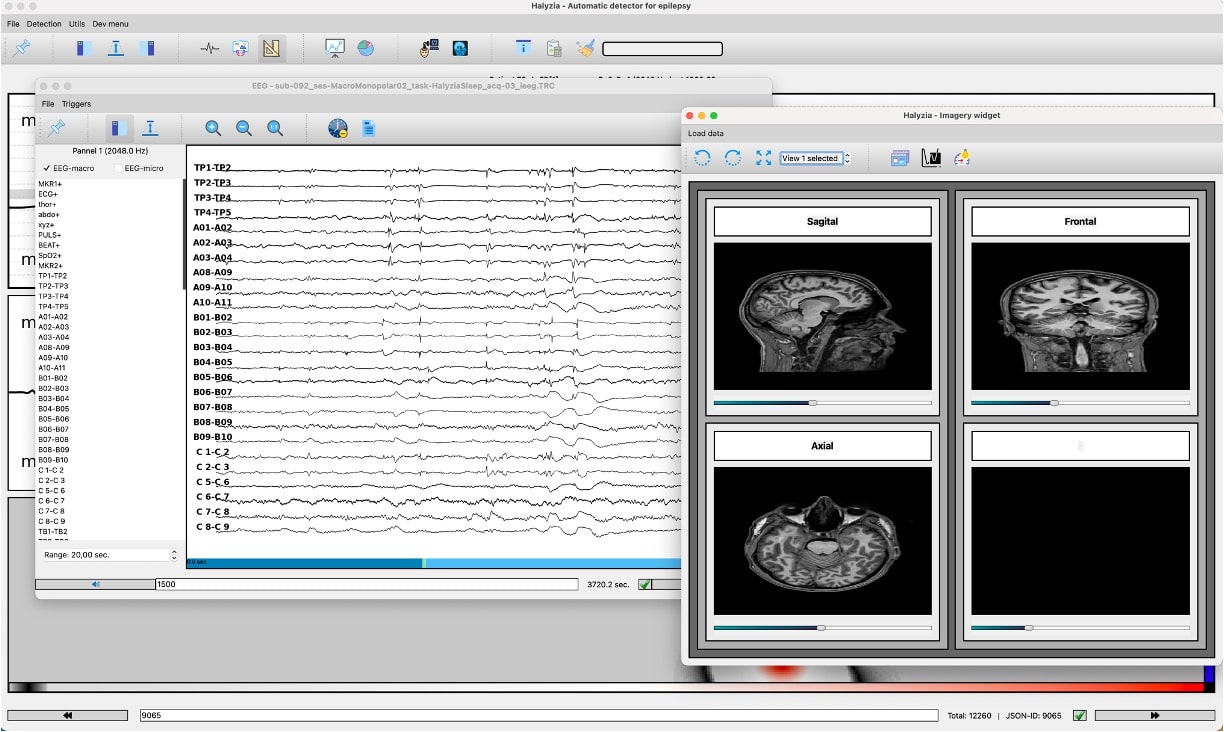 Halyzia - Automatic detector for epilepsy
File Detection Utils Dev menu
EEG - sub-092_ses-MacroMonopolar02_task-HalyziaSleep_acq-03_ieeg.TRC
File Triggers
Pannel 1 (2048.0 Hz)
EEG-macro EEG-micro
MKR1+
ECG+
thor+
abdo+
xyz+
PULS+
BEAT+
SpO2+
MKR2+
TP1-TP2
TP2-TP3
TP3-TP4
TP4-TP5
A01-A02
A02-A03
A03-A04
A08-A09
A09-A10
A10-A11
B01-B02
B02-B03
B03-B04
B04-B05
B05-B06
B06-B07
B07-B08
B08-B09
B09-B10
C 1-C 2
C 2-C 3
C 5-C 6
C 6-C 7
C 7-C 8
C 8-C 9
TB1-TB2
Range: 20,00 sec.
TP1-TP2
TP2-TP3
TP3-TP4
TP4-TP5
A01-A02
A02-A03
A03-A04
A08-A09
A09-A10
A10-A11
B01-B02
B02-B03
B03-B04
B04-B05
B05-B06
B06-B07
B07-B08
B08-B09
B09-B10
C 1-C 2
C 2-C 3
C 5-C 6
C 6-C 7
C 7-C 8
C 8-C 9
0.0 sec
1500 3720.2 sec.
Halyzia - Imagery widget
Load data
View 1 selected
Sagital
Frontal
Axial
9065 Total: 12260 | JSON-ID: 9065